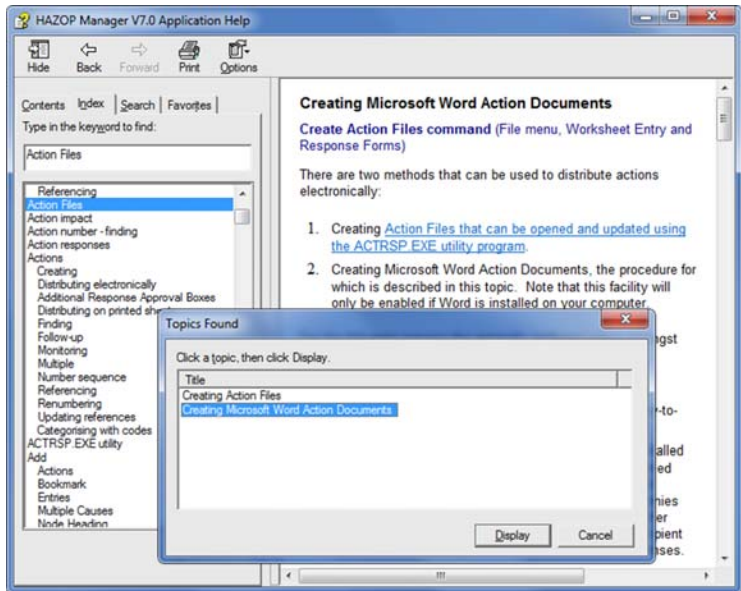 HAZOP Manager V7.0 Application Help
Hide Back Forward Print Options
Contents Index Search Favorites
Type in the keyword to find:
Action Files
Referencing
Action Files
Action impact
Action number - finding
Action responses
Actions
Creating
Distributing electronically
Additional Response Approval Boxes
Distributing on printed
Finding
Follow-up
Monitoring
Multiple
Number sequence
Referencing
Renumbering
Updating references
Categorising with codes
ACTRSP.EXE utility
Add
Actions
Bookmark
Entries
Multiple Causes
Node Heading
Creating Microsoft Word Action Documents
Create Action Files command (File menu, Worksheet Entry and
Response Forms)
There are two methods that can be used to distribute actions
electronically:
1. Creating Action Files that can be opened and updated using
the ACTRSP.EXE utility program.
2. Creating Microsoft Word Action Documents, the procedure for
which is described in this topic. Note that this facility will
only be enabled if Word is installed on your computer.
Topics Found
Click a topic, then click Display.
Title
Creating Action Files
Creating Microsoft Word Action Documents
Display Cancel